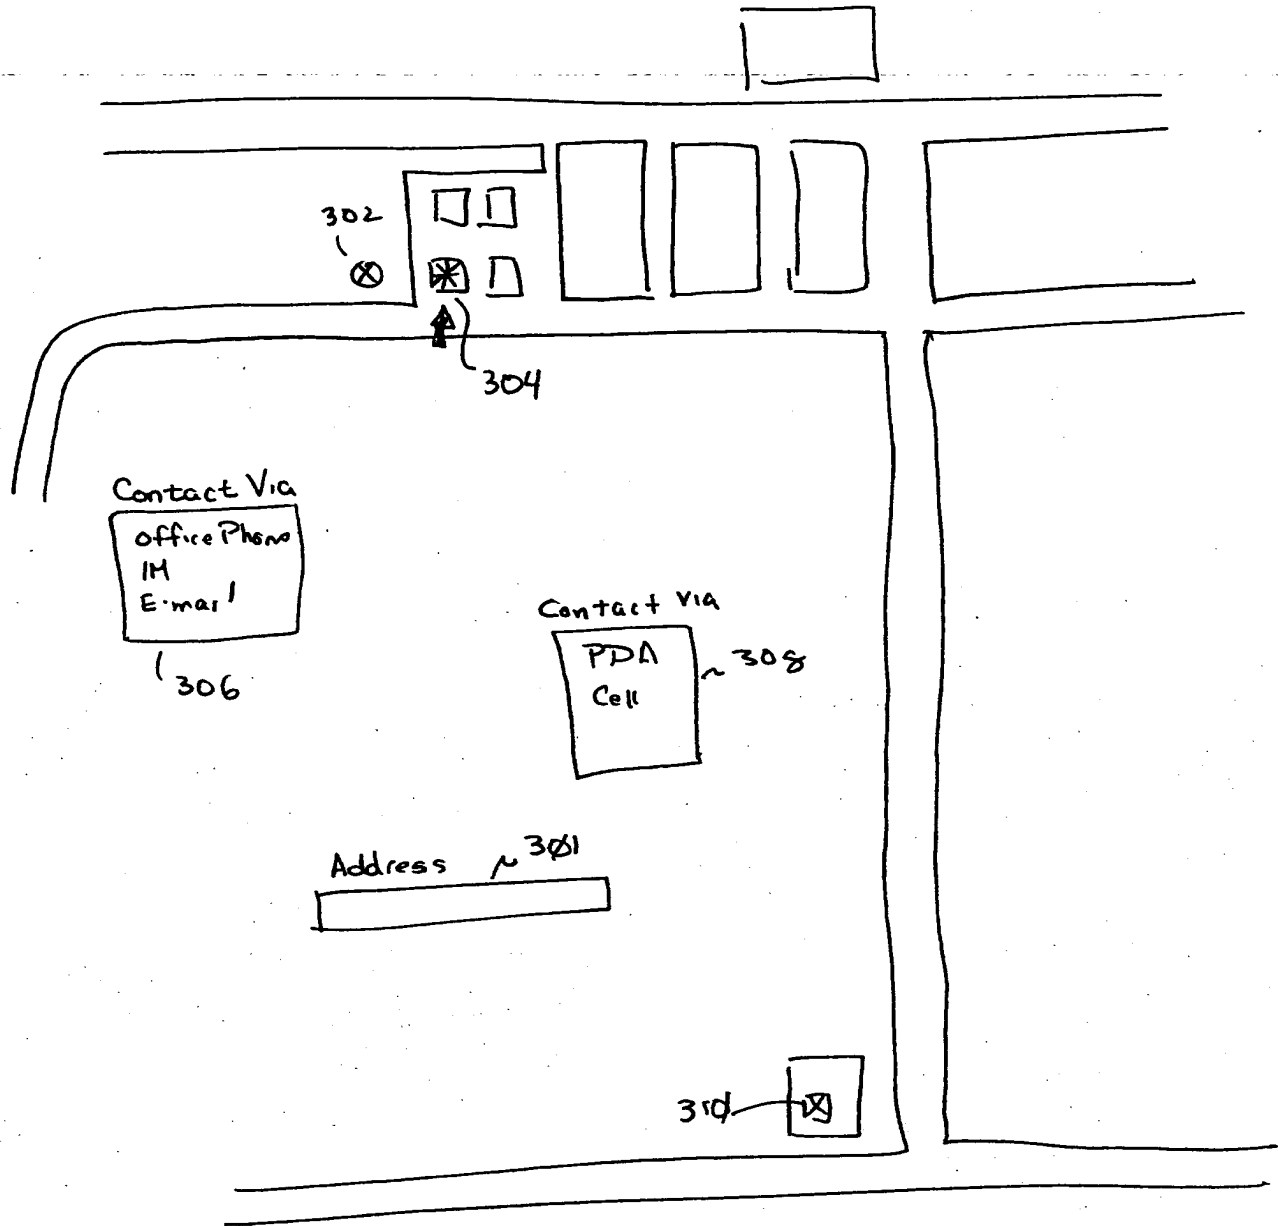 302
304
Contact Via
Office Phone
IM
E-mail
306
Contact Via
PDA
Cell
308
Address
301
310